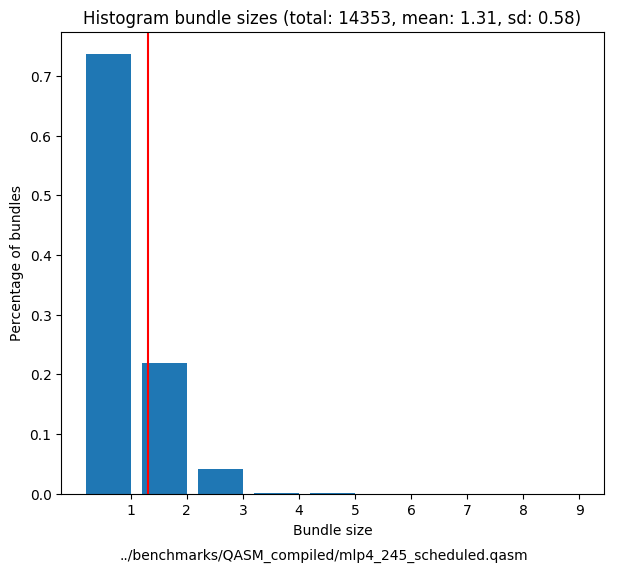 Histogram bundle sizes (total: 14353, mean: 1.31, sd: 0.58)
Percentage of bundles
0.7
0.6
0.5
0.4
0.3
0.2
0.1
0.0
1 2 3 4 5 6 7 8 9
Bundle size
../benchmarks/QASM_compiled/mlp4_245_scheduled.qasm